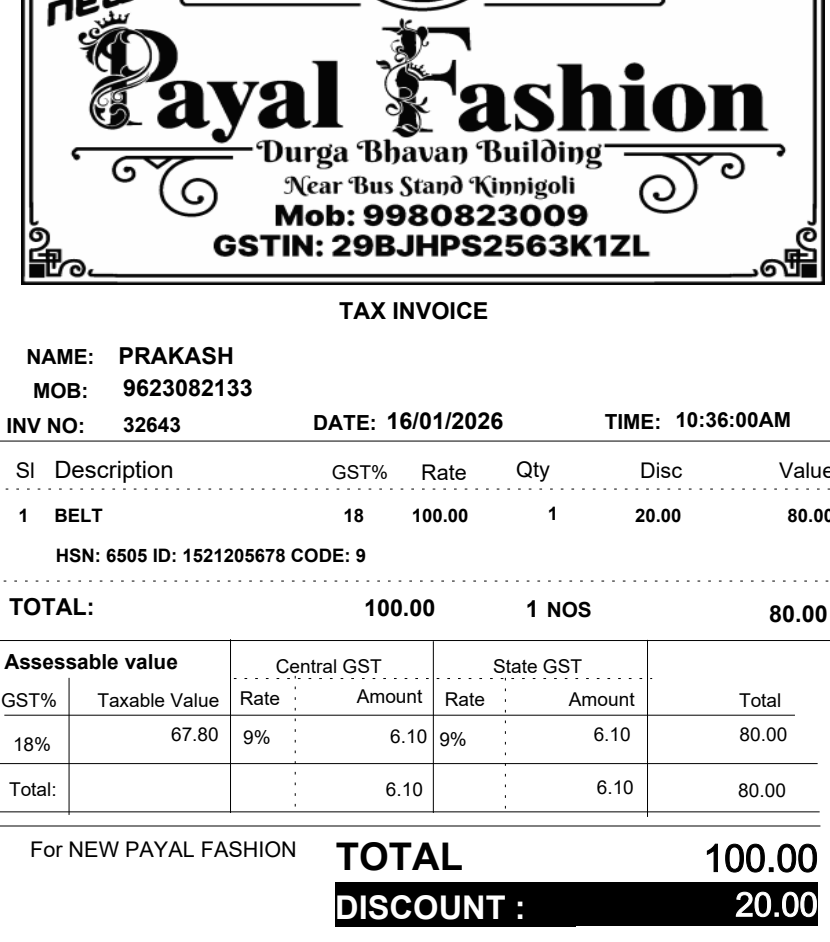 new
Payal Fashion
Durga Bhavan Building
Near Bus Stand Kinnigoli
Mob: 9980823009
GSTIN: 29BJHPS2563K1ZL
TAX INVOICE
NAME: PRAKASH
MOB: 9623082133
INV NO: 32643 DATE: 16/01/2026 TIME: 10:36:00AM
Sl Description GST% Rate Qty Disc Value
1 BELT 18 100.00 1 20.00 80.00
HSN: 6505 ID: 1521205678 CODE: 9
TOTAL: 100.00 1 NOS 80.00
Assessable value Central GST State GST
GST% Taxable Value Rate Amount Rate Amount Total
18% 67.80 9% 6.10 9% 6.10 80.00
Total: 6.10 6.10 80.00
For NEW PAYAL FASHION TOTAL 100.00
DISCOUNT : 20.00